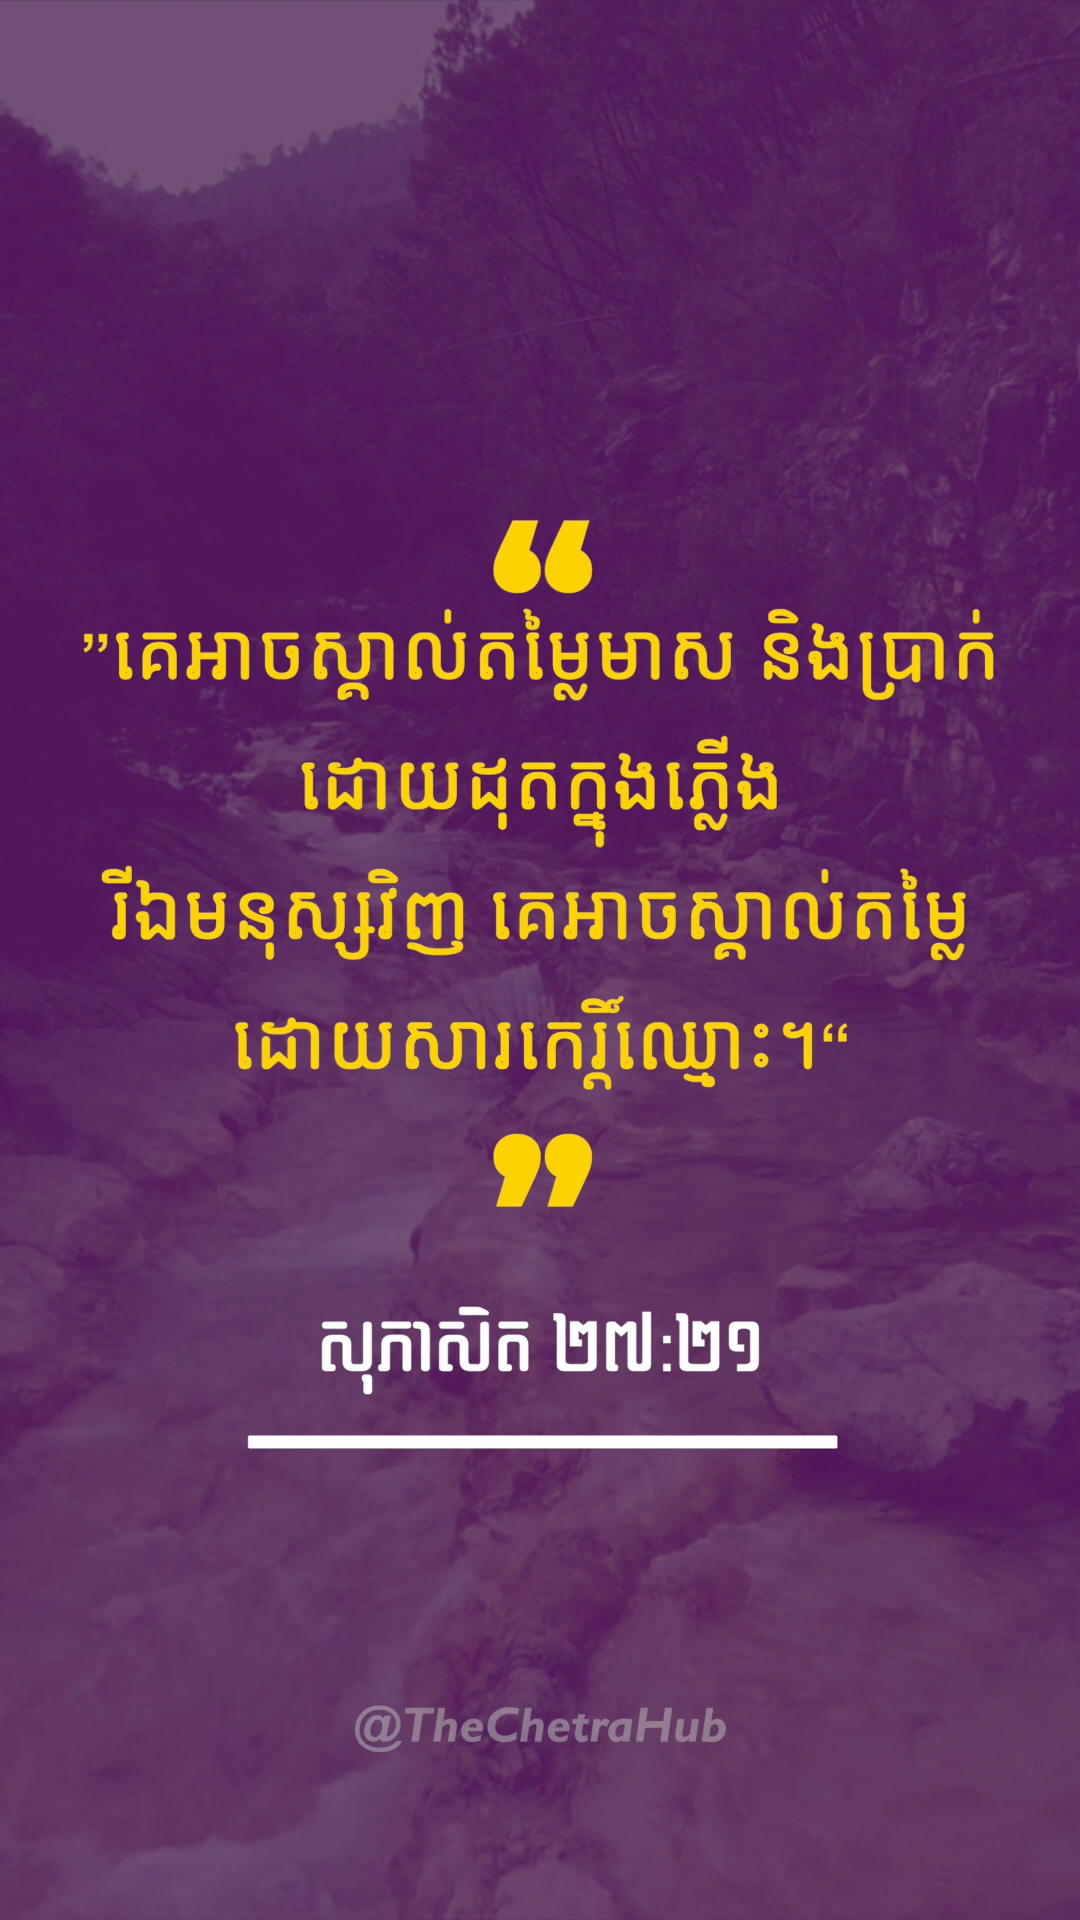 “
”គេអាចស្គាល់តម្លៃមាស និងប្រាក់
ដោយដុតក្នុងភ្លើង
រីឯមនុស្សវិញ គេអាចស្គាល់តម្លៃ
ដោយសារកេរ្តិ៍ឈ្មោះ។“
”
សុភាសិត ២៧:២១
@TheChetraHub